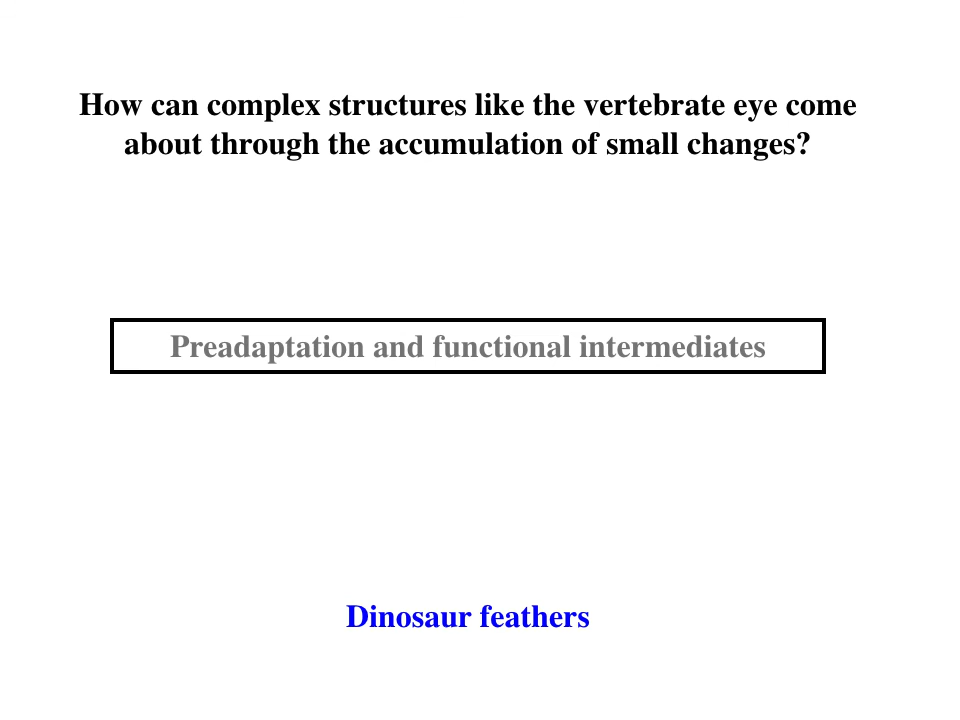 How can complex structures like the vertebrate eye come
about through the accumulation of small changes?
Preadaptation and functional intermediates
Dinosaur feathers